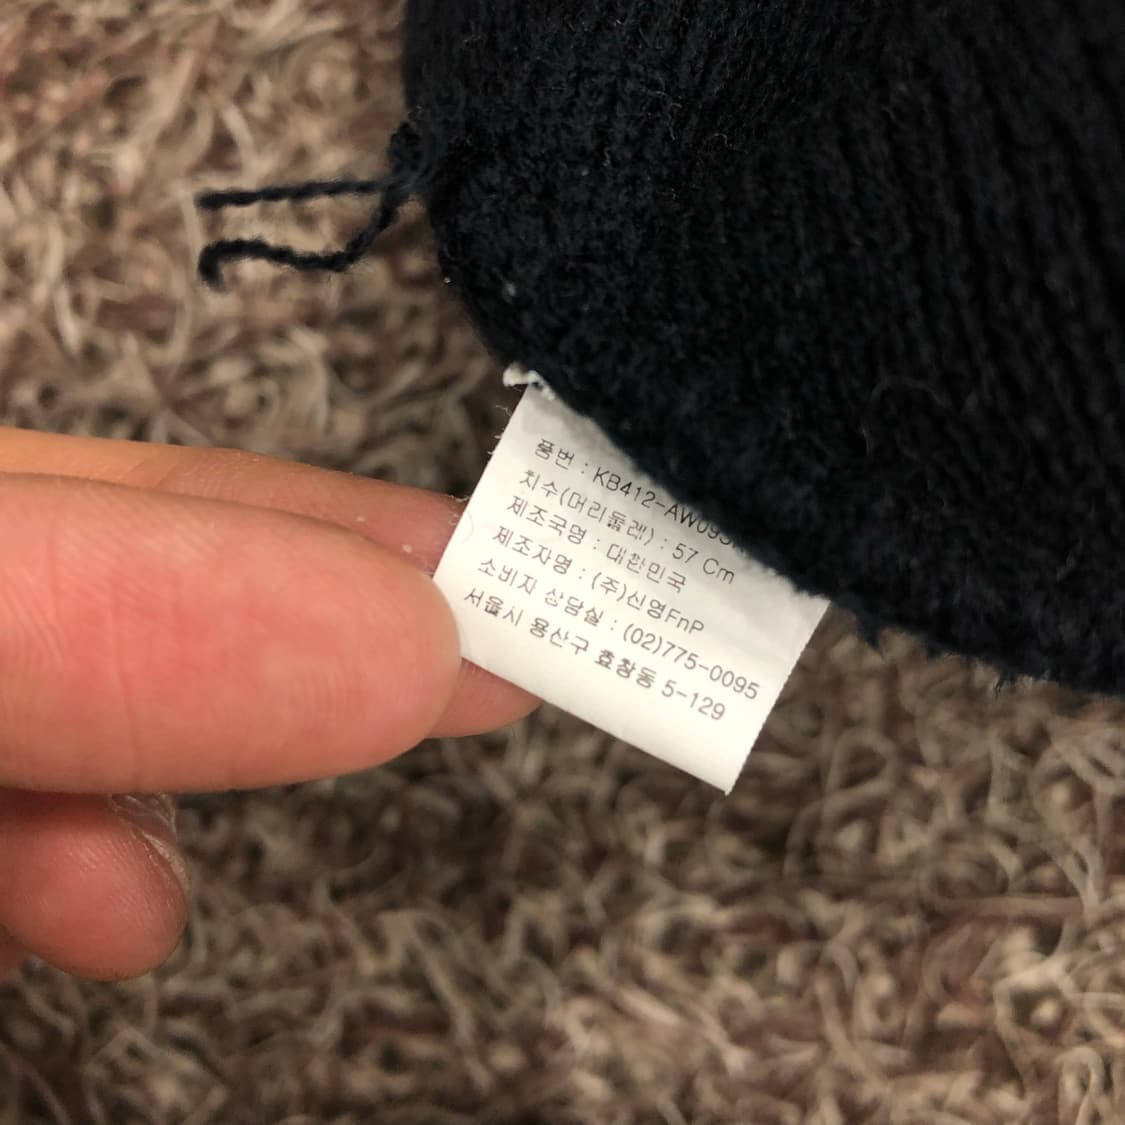 품번 : KB412-AW093
치수(머리둘레) : 57 Cm
제조국명 : 대한민국
제조자명 : (주)신영FnP
소비자 상담실 : (02)775-0095
서울시 용산구 효창동 5-129